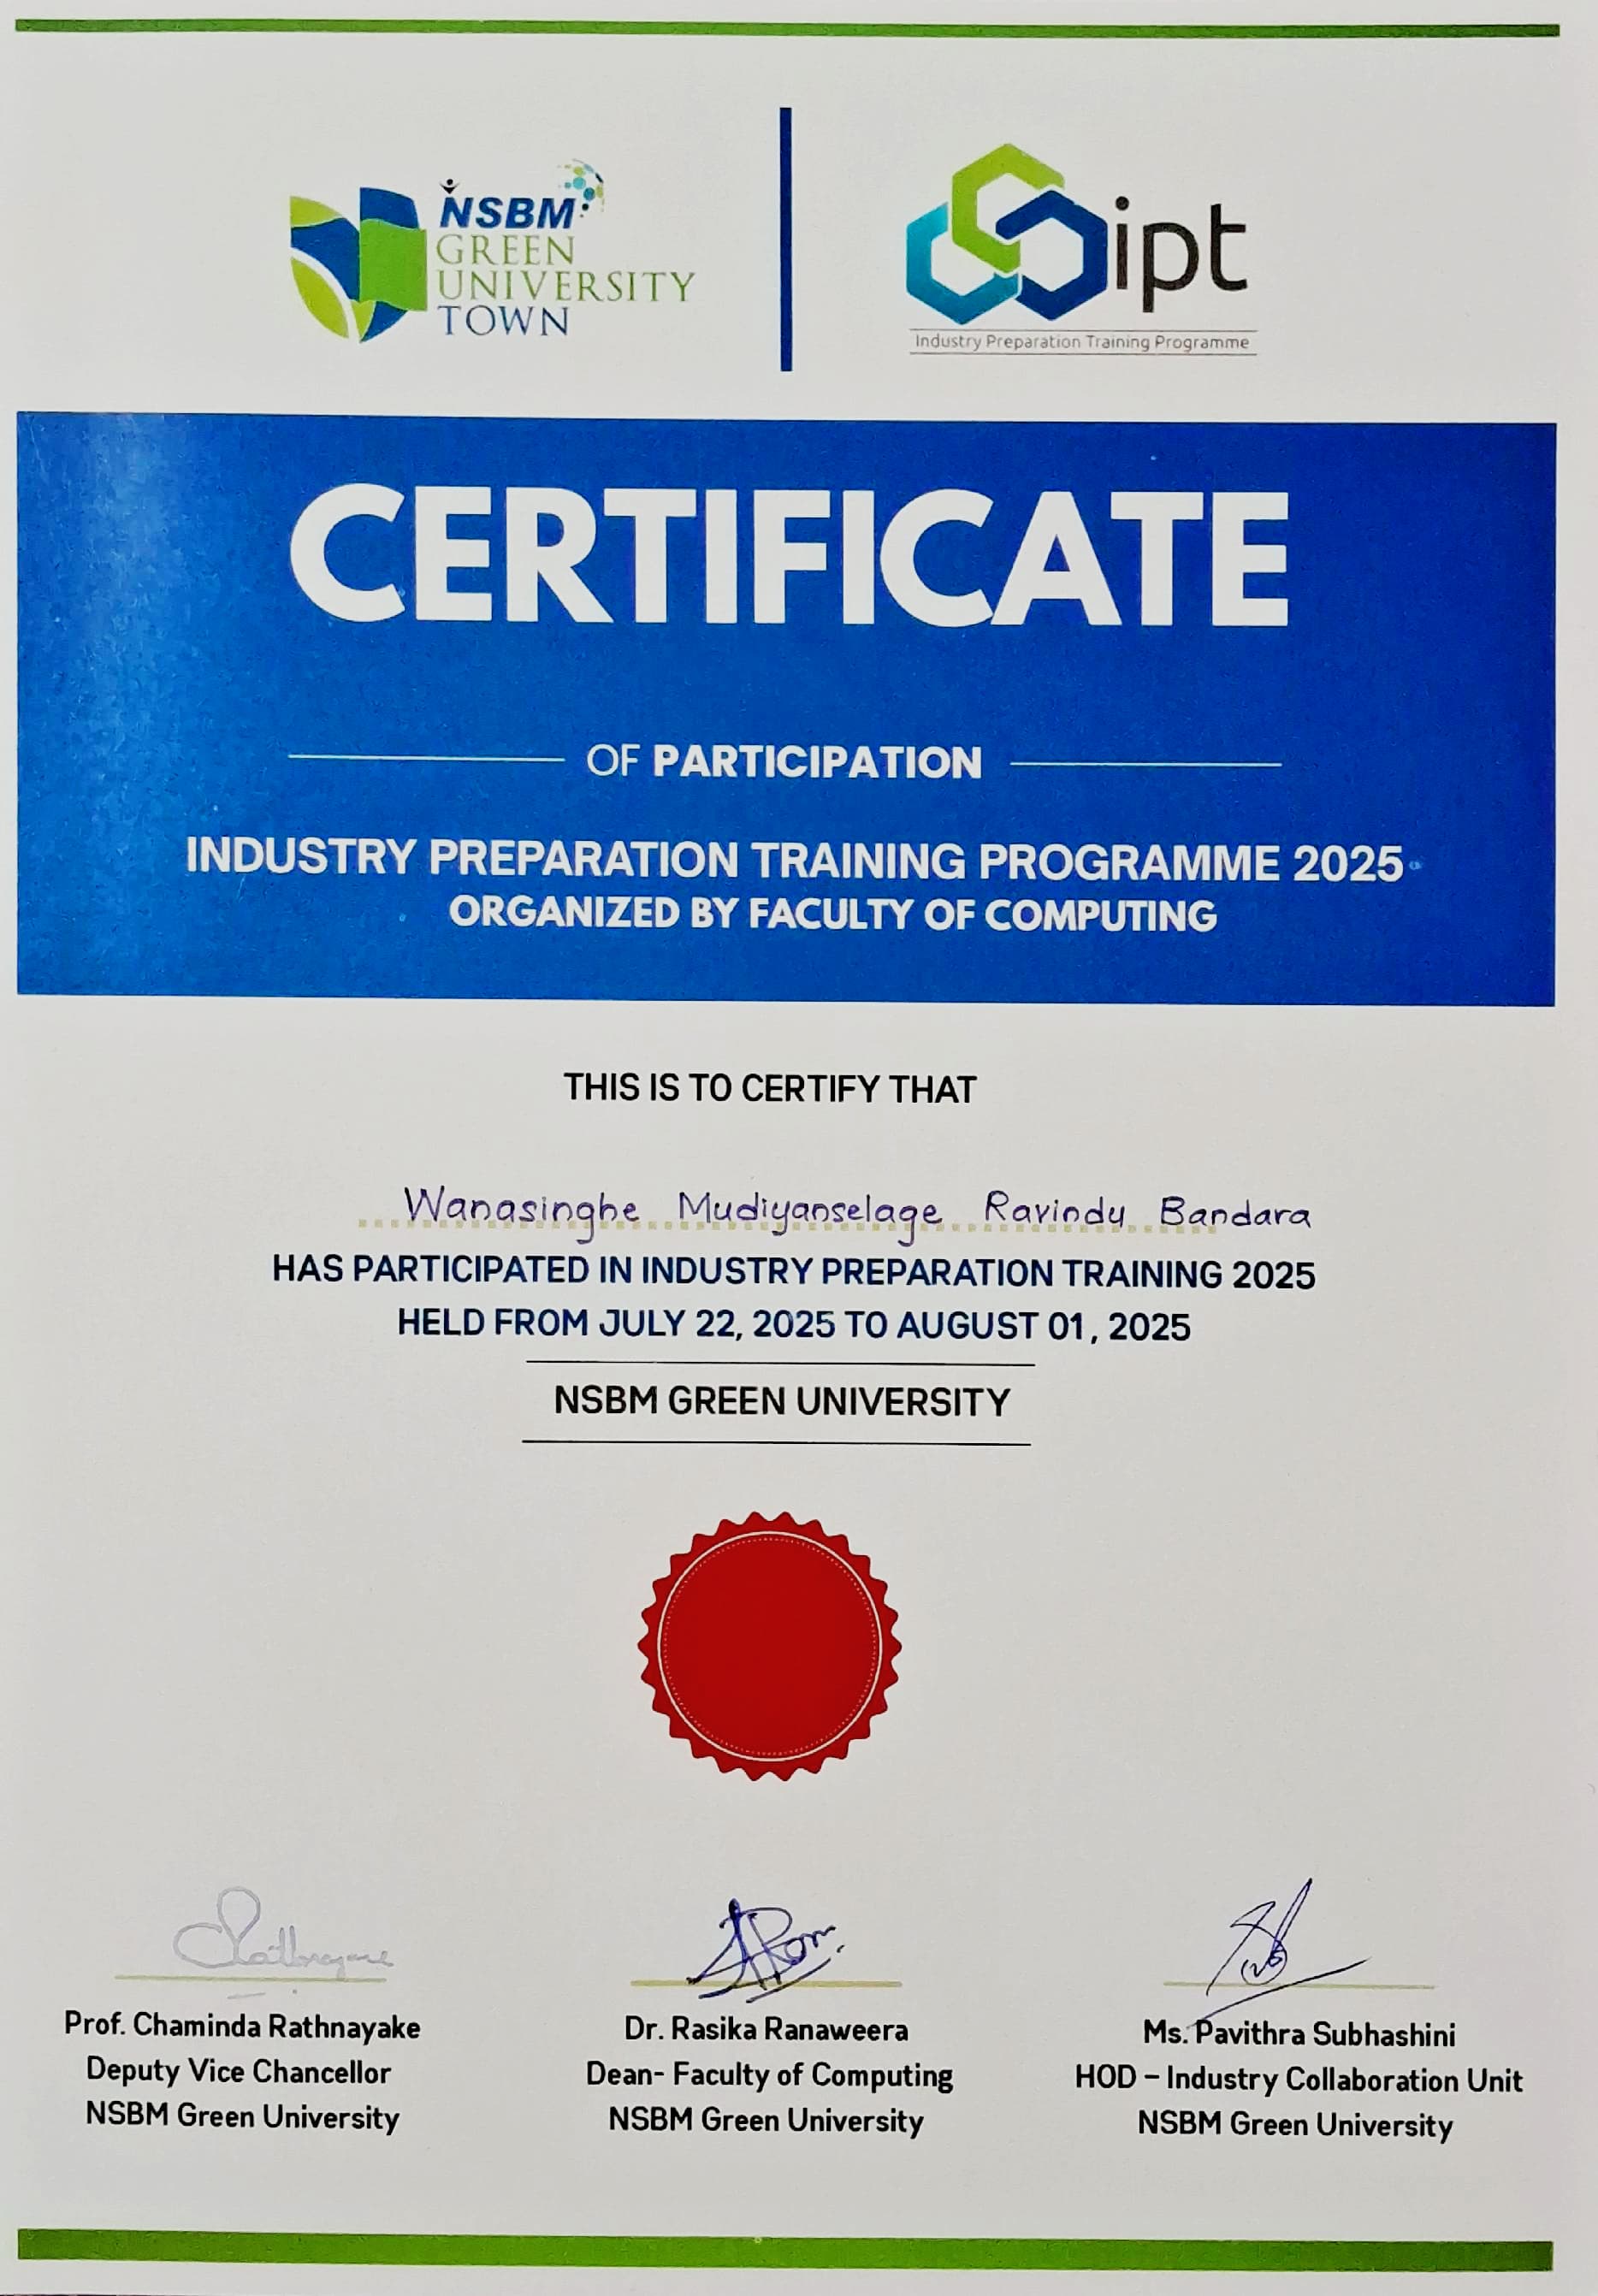 NSBM
GREEN
UNIVERSITY
TOWN
ipt
Industry Preparation Training Programme
CERTIFICATE
OF PARTICIPATION
INDUSTRY PREPARATION TRAINING PROGRAMME 2025
ORGANIZED BY FACULTY OF COMPUTING
THIS IS TO CERTIFY THAT
Wanasinghe Mudiyanselage Ravindu Bandara
HAS PARTICIPATED IN INDUSTRY PREPARATION TRAINING 2025
HELD FROM JULY 22, 2025 TO AUGUST 01, 2025
NSBM GREEN UNIVERSITY
Prof. Chaminda Rathnayake
Deputy Vice Chancellor
NSBM Green University
Dr. Rasika Ranaweera
Dean- Faculty of Computing
NSBM Green University
Ms. Pavithra Subhashini
HOD – Industry Collaboration Unit
NSBM Green University